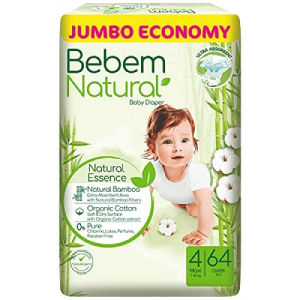 JUMBO ECONOMY
Bebem
Natural
Baby Diaper
ULTRA ABSORBENT
Natural
Essence
Natural Bamboo
Extra Absorbent Area
with Natural Bamboo Fibers
Organic Cotton
Soft & Dry Surface
with Organic Cotton extract
0% Pure
Chlorine, Latex, Perfume,
Paraben Free
4 64
Maxi